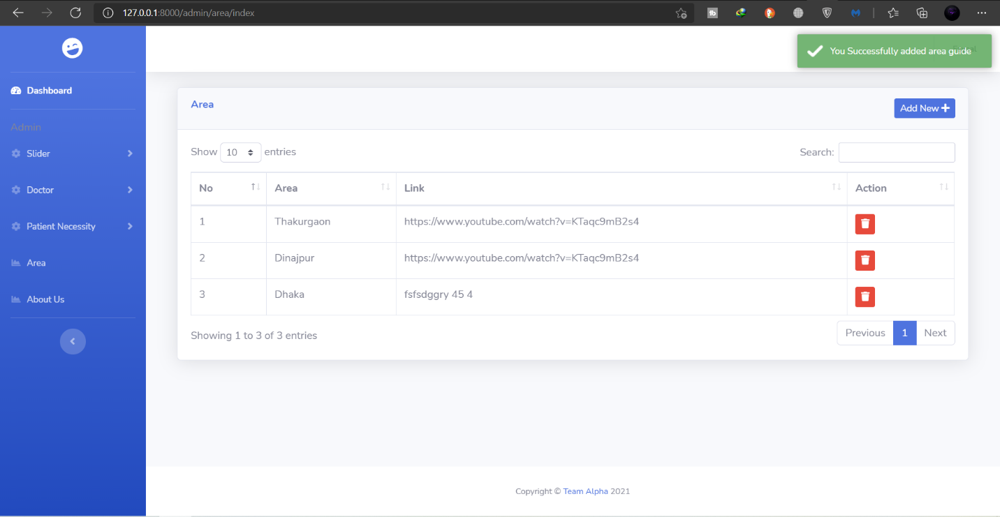 127.0.0.1:8000/admin/area/index
You Successfully added area guide
Dashboard
Admin
Slider
Doctor
Patient Necessity
Area
About Us
Area
Add New
Show 10 entries
Search:
No Area Link Action
1 Thakurgaon https://www.youtube.com/watch?v=KTaqc9mB2s4
2 Dinajpur https://www.youtube.com/watch?v=KTaqc9mB2s4
3 Dhaka fsfsdggry 45 4
Showing 1 to 3 of 3 entries
Previous 1 Next
Copyright © Team Alpha 2021